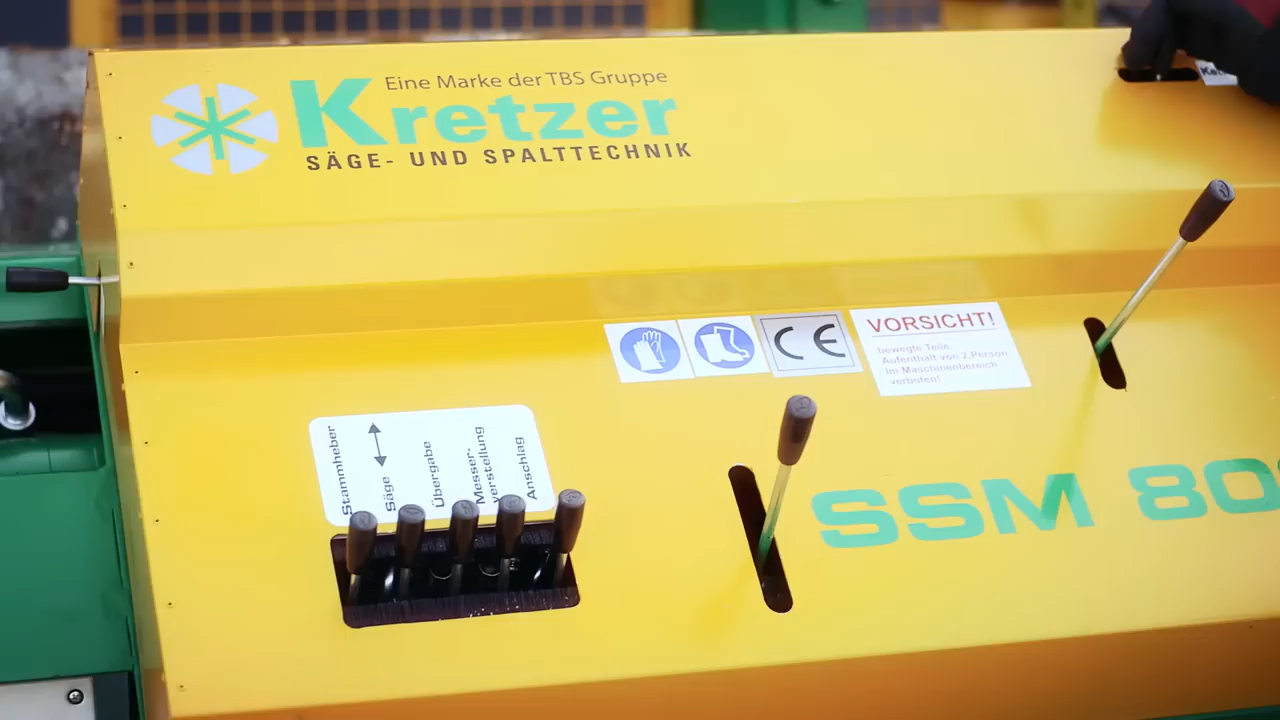 Eine Marke der TBS Gruppe
Kretzer
SÄGE- UND SPALTTECHNIK
CE
VORSICHT!
bewegte Teile.
Aufenthalt von 2.Person
im Maschinenbereich
verboten!
Stammheber
Säge
Übergabe
Messer-
verstellung
Anschlag
SSM 80